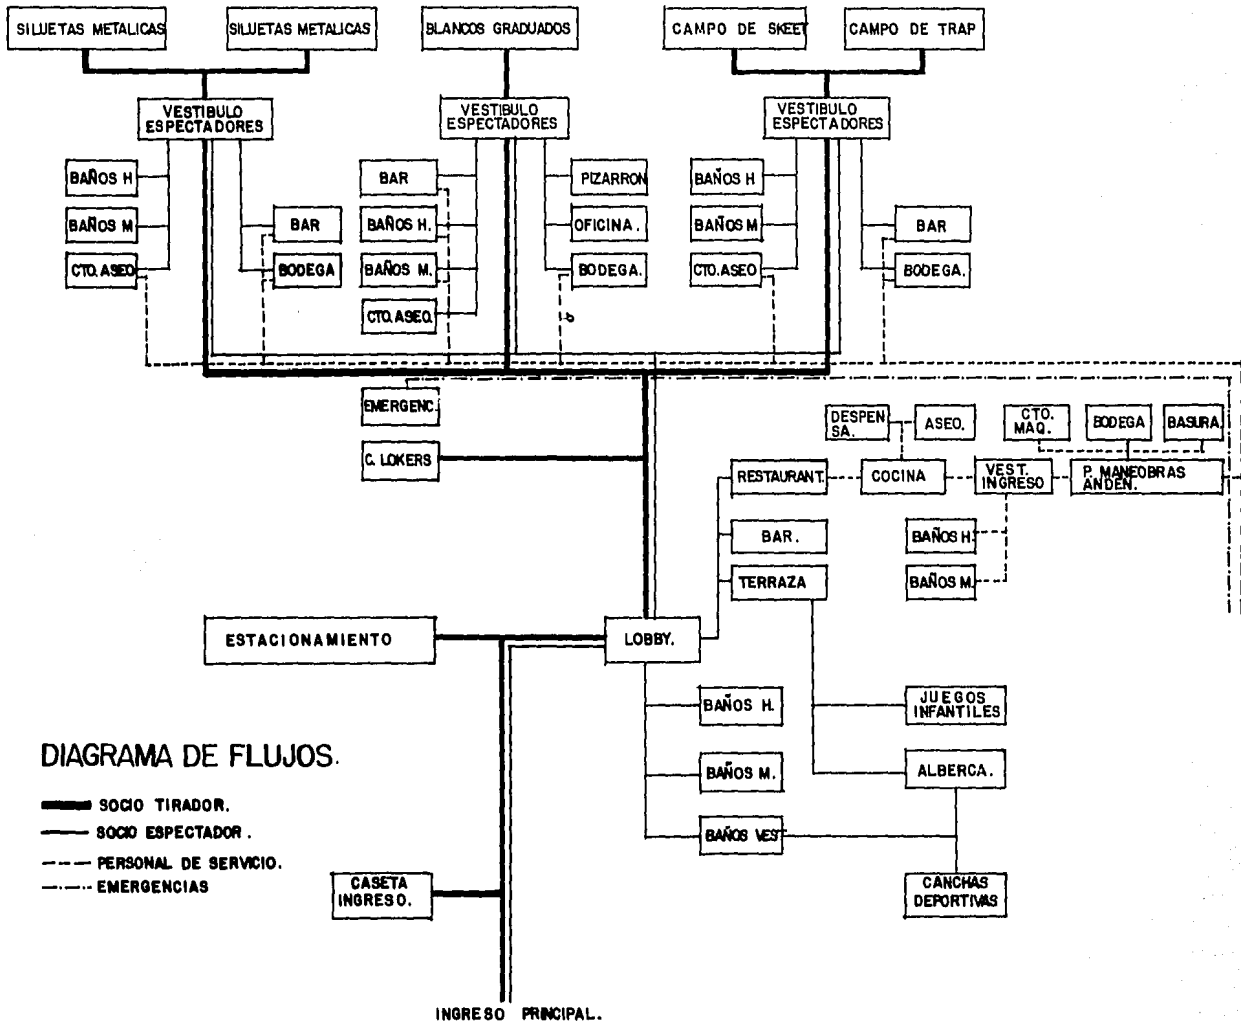 SILUETAS METALICAS
SILUETAS METALICAS
BLANCOS GRADUADOS
CAMPO DE SKEET
CAMPO DE TRAP
VESTIBULO
ESPECTADORES
VESTIBULO
ESPECTADORES
VESTIBULO
ESPECTADORES
BAÑOS H
BAÑOS M
CTO. ASEO
BAR
BODEGA
BAR
BAÑOS H.
BAÑOS M.
CTO. ASEO.
PIZARRON
OFICINA.
BODEGA.
BAÑOS H
BAÑOS M
CTO. ASEO
BAR
BODEGA.
EMERGENC.
C. LOKERS
DESPEN
SA.
ASEO.
CTO.
MAQ.
BODEGA
BASURA.
RESTAURANT.
COCINA
VEST.
INGRESO
P. MANEOBRAS
ANDEN.
BAR.
TERRAZA
BAÑOS H.
BAÑOS M.
ESTACIONAMIENTO
LOBBY.
BAÑOS H.
BAÑOS M.
BAÑOS VEST
JUEGOS
INFANTILES
ALBERCA.
CANCHAS
DEPORTIVAS
DIAGRAMA DE FLUJOS.
SOCIO TIRADOR.
SOCIO ESPECTADOR.
PERSONAL DE SERVICIO.
EMERGENCIAS
CASETA
INGRESO.
INGRESO PRINCIPAL.